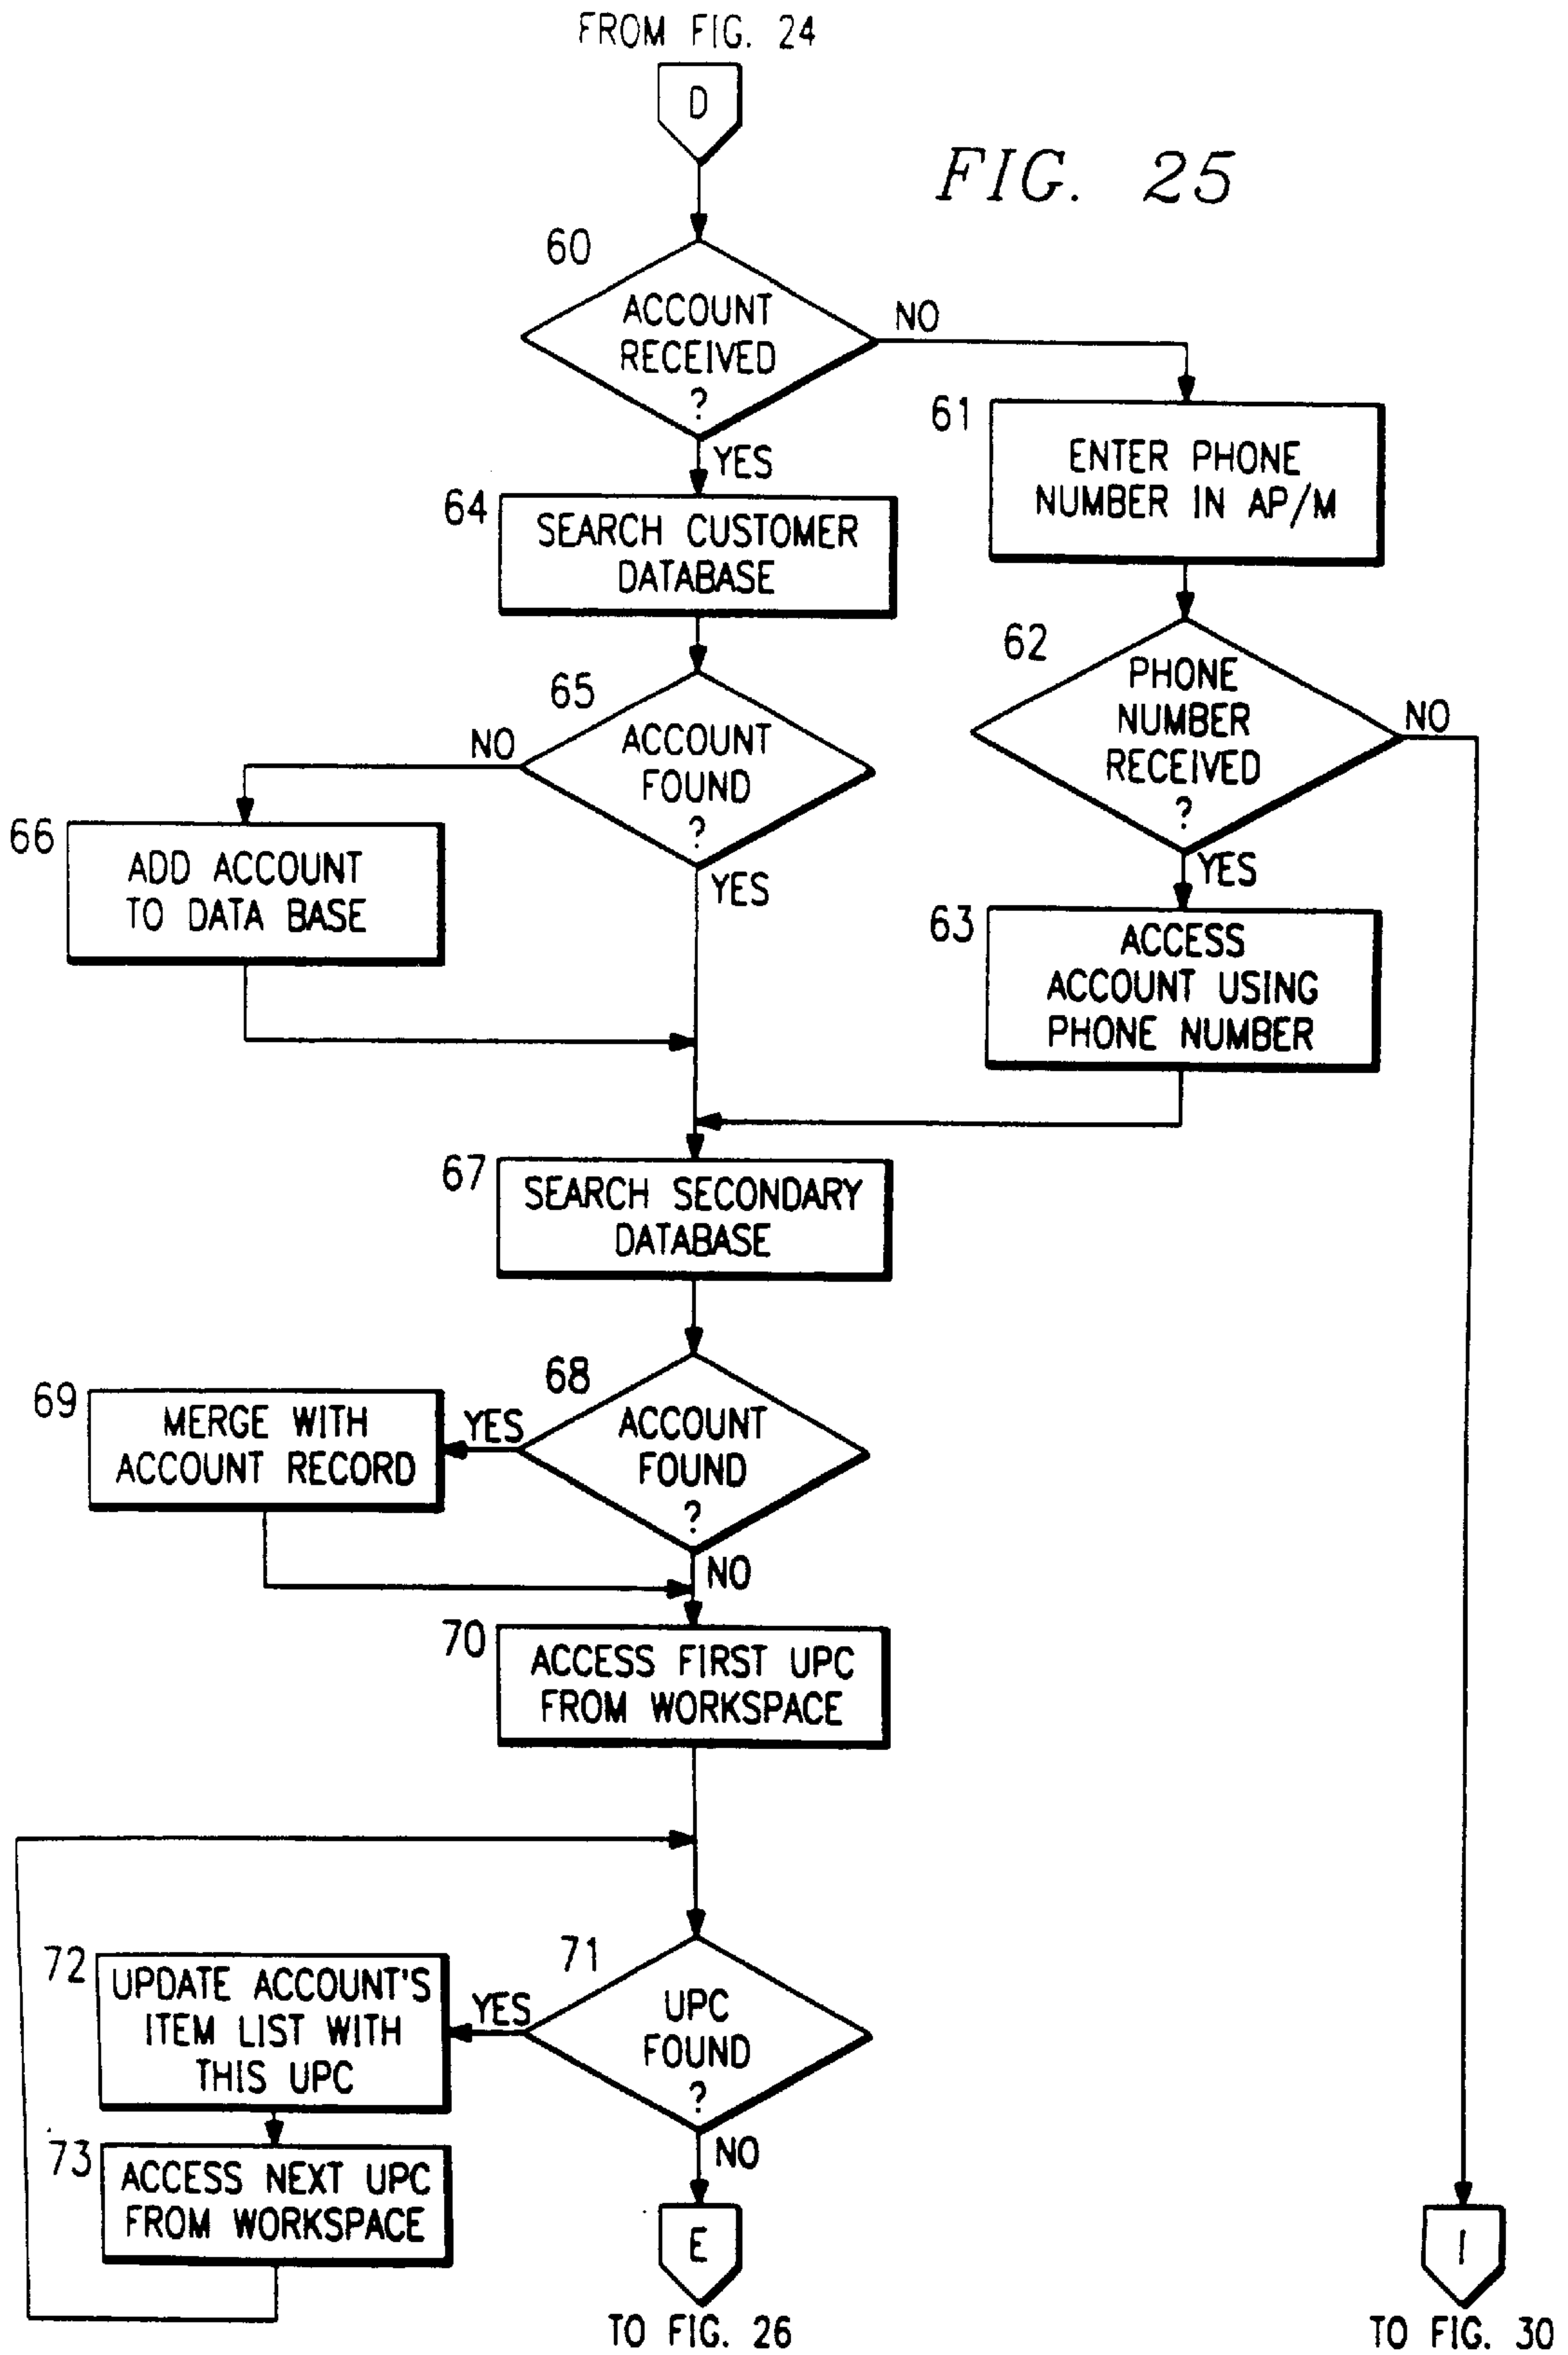 FROM FIG. 24
D
FIG. 25
60
ACCOUNT
RECEIVED
?
NO
YES
61
ENTER PHONE
NUMBER IN AP/M
64
SEARCH CUSTOMER
DATABASE
62
PHONE
NUMBER
RECEIVED
?
NO
YES
65
ACCOUNT
FOUND
?
NO
YES
66
ADD ACCOUNT
TO DATA BASE
63
ACCESS
ACCOUNT USING
PHONE NUMBER
67
SEARCH SECONDARY
DATABASE
68
ACCOUNT
FOUND
?
YES
NO
69
MERGE WITH
ACCOUNT RECORD
70
ACCESS FIRST UPC
FROM WORKSPACE
71
UPC
FOUND
?
YES
NO
72
UPDATE ACCOUNT'S
ITEM LIST WITH
THIS UPC
73
ACCESS NEXT UPC
FROM WORKSPACE
E
TO FIG. 26
I
TO FIG. 30